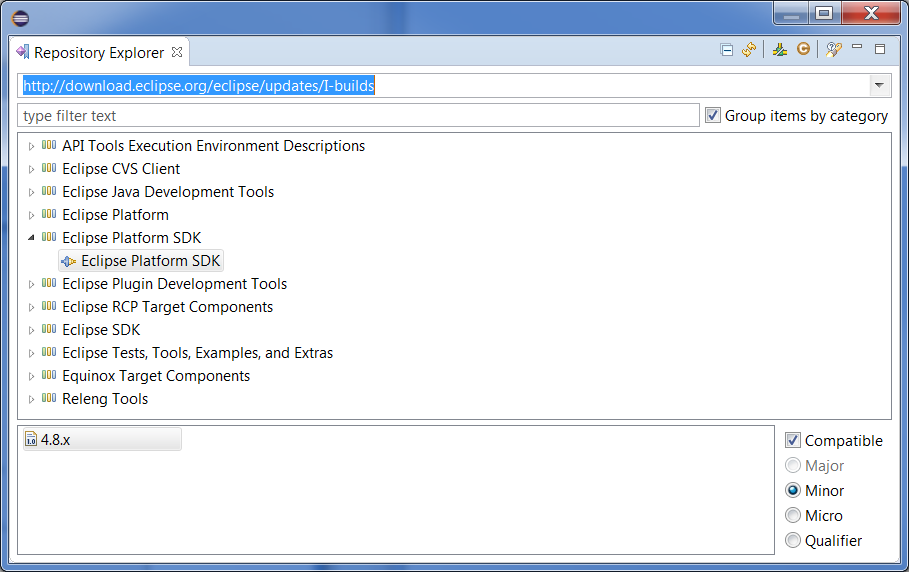 Repository Explorer
http://download.eclipse.org/eclipse/updates/I-builds
type filter text
Group items by category
API Tools Execution Environment Descriptions
Eclipse CVS Client
Eclipse Java Development Tools
Eclipse Platform
Eclipse Platform SDK
Eclipse Platform SDK
Eclipse Plugin Development Tools
Eclipse RCP Target Components
Eclipse SDK
Eclipse Tests, Tools, Examples, and Extras
Equinox Target Components
Releng Tools
4.8.x
Compatible
Major
Minor
Micro
Qualifier